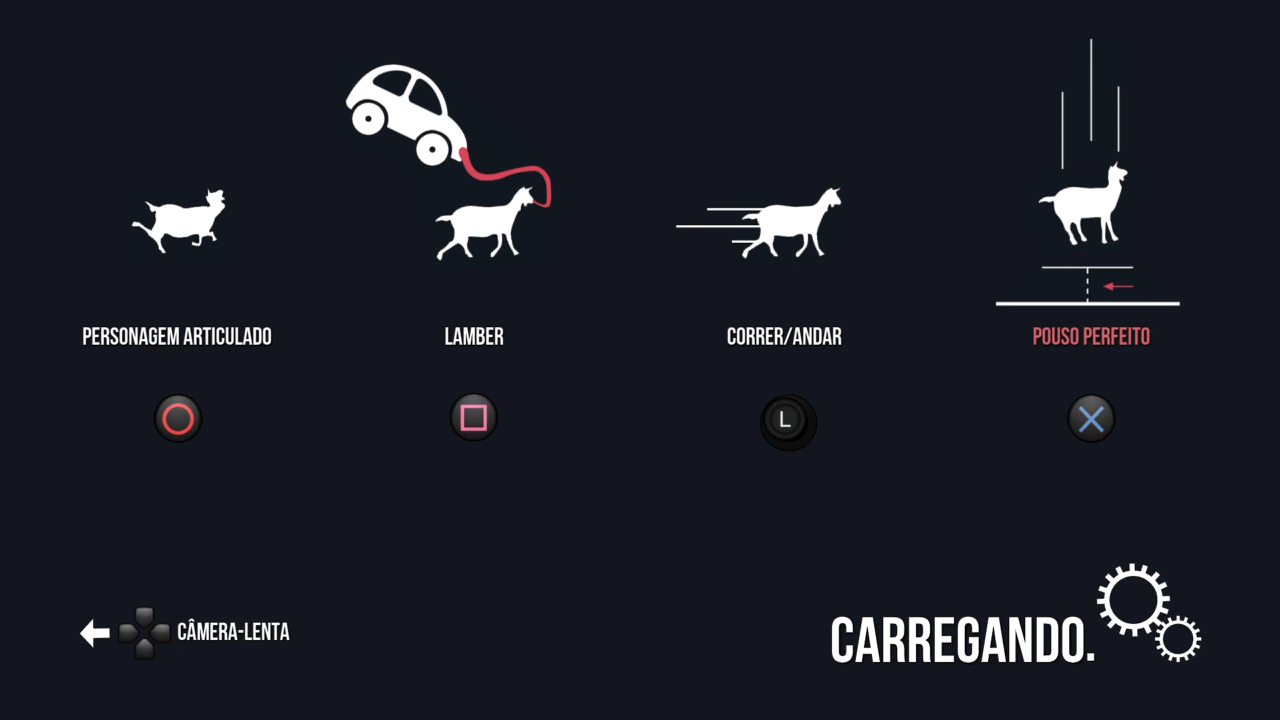 PERSONAGEM ARTICULADO
LAMBER
CORRER/ANDAR
POUSO PERFEITO
L
CÂMERA-LENTA
CARREGANDO.